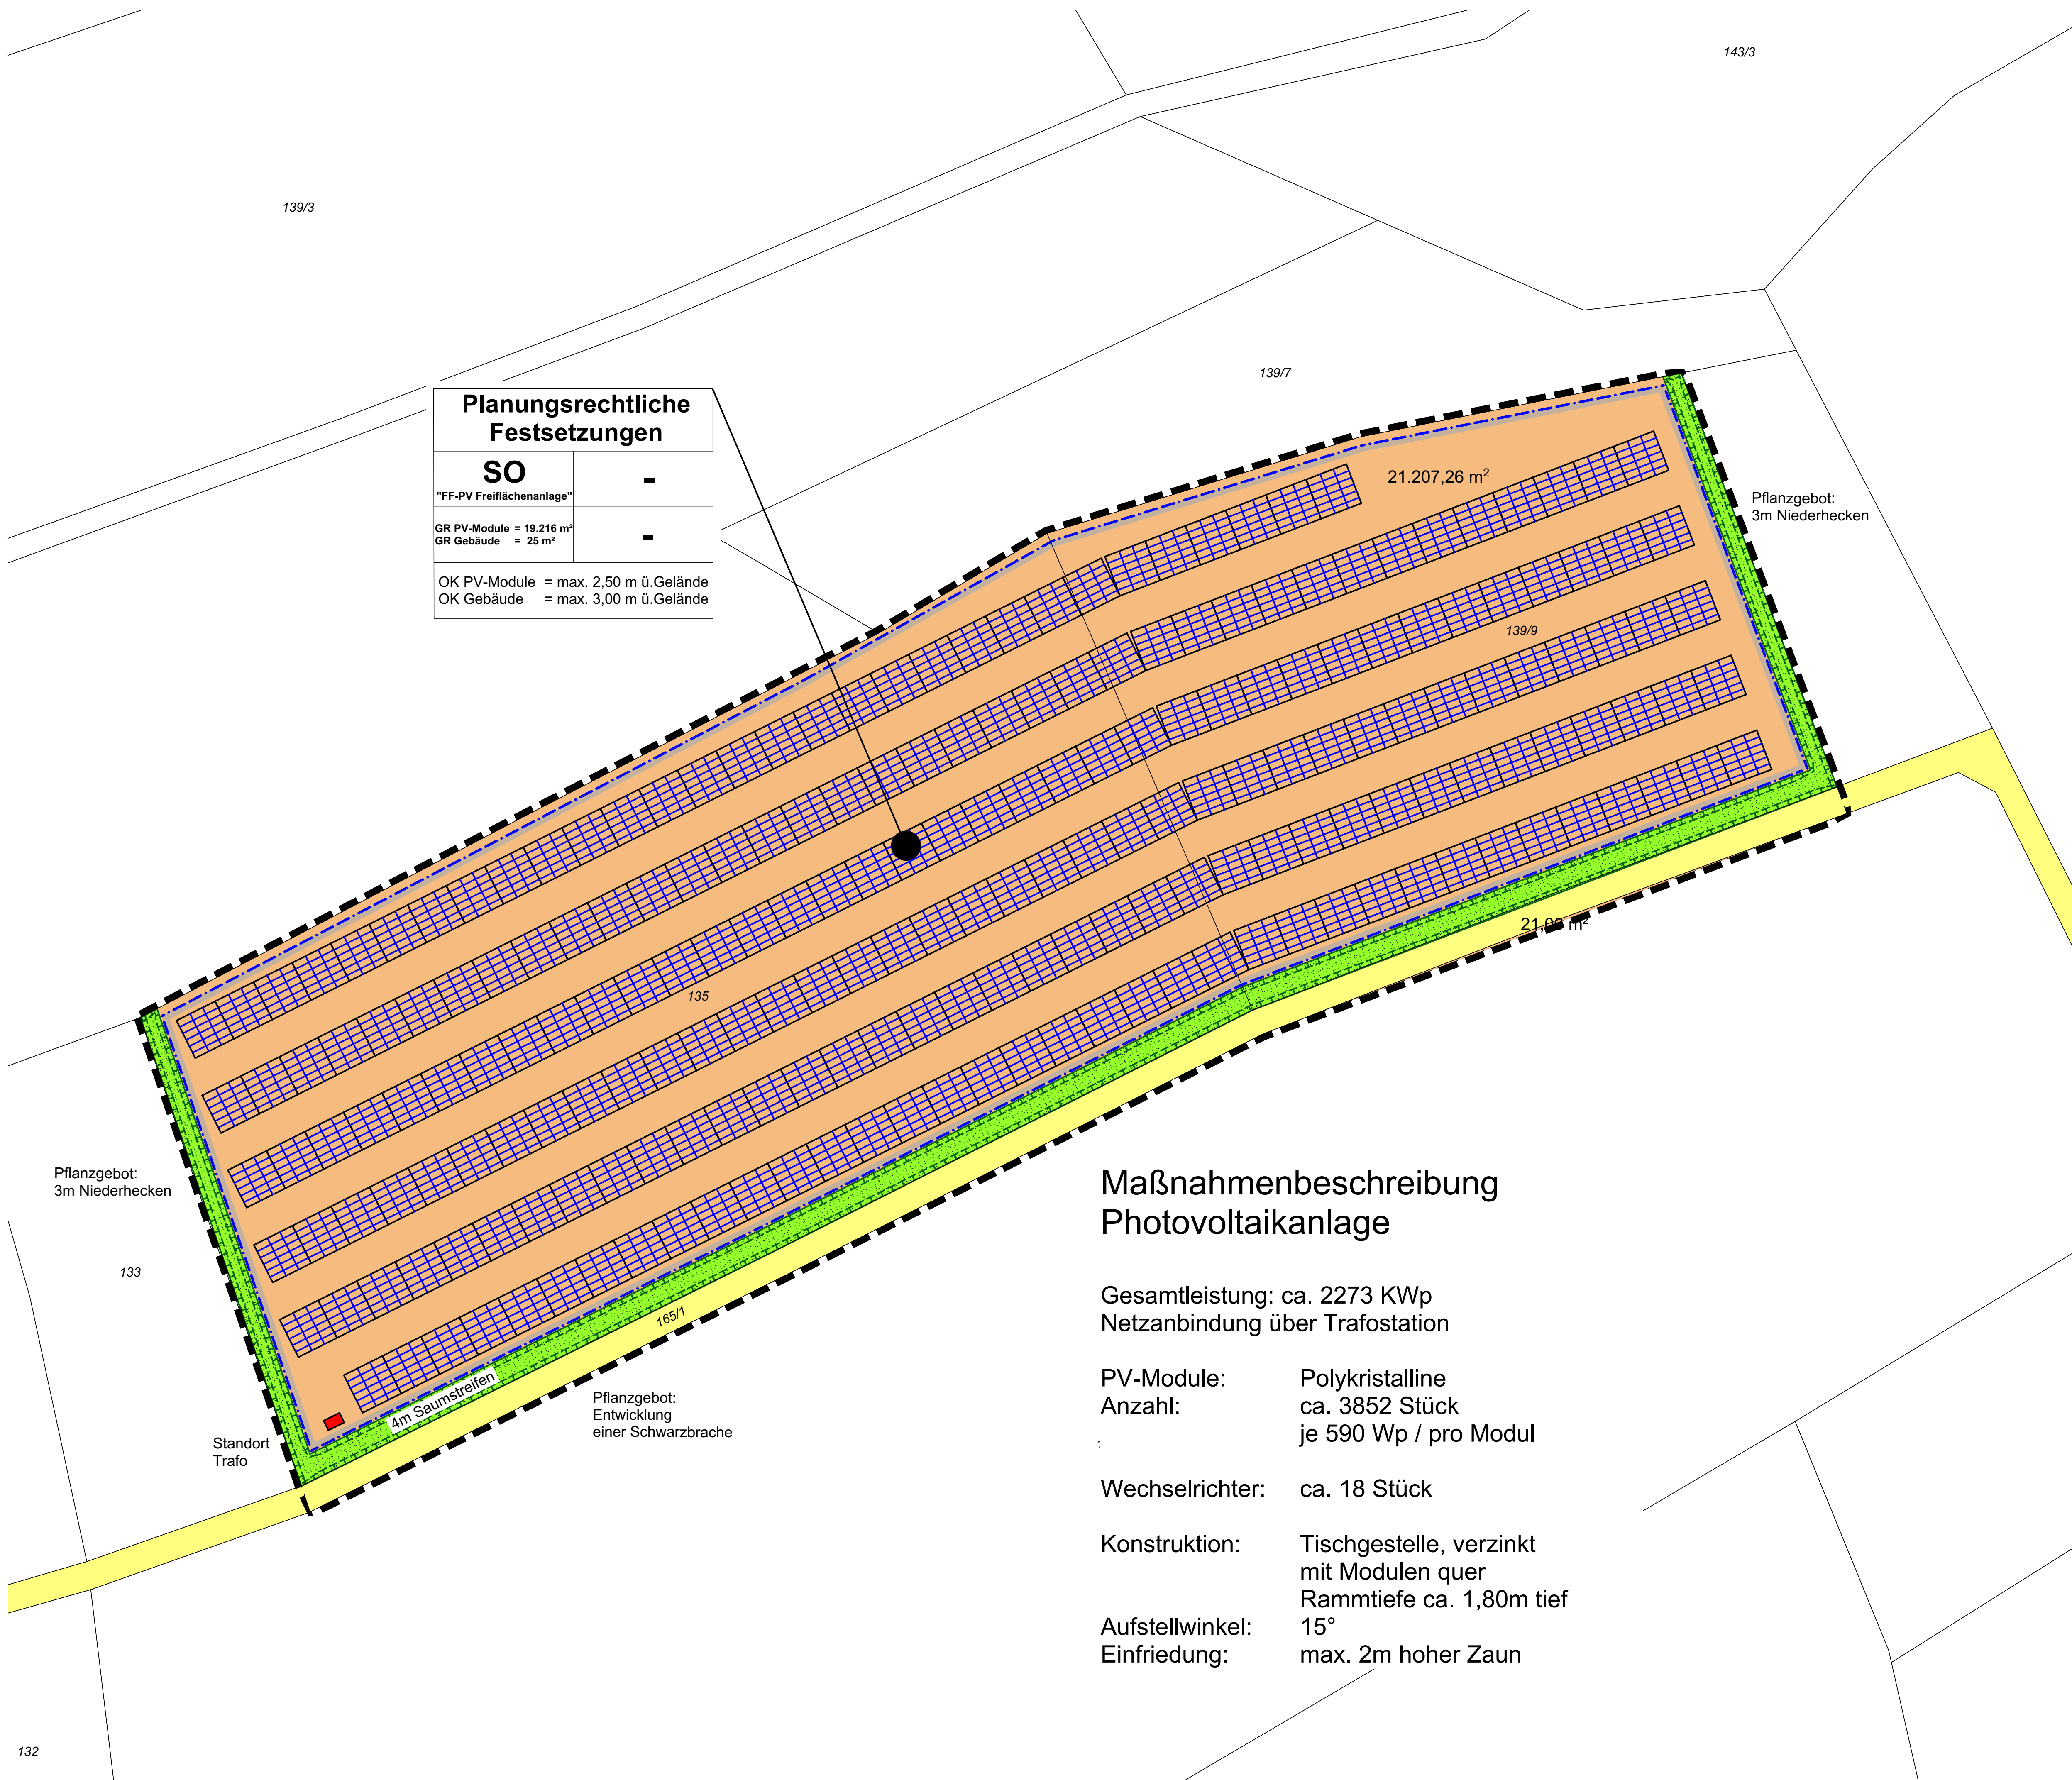 143/3
139/3
139/7
Planungsrechtliche
Festsetzungen
SO
"FF-PV Freiflächenanlage"
-
GR PV-Module = 19.216 m²
GR Gebäude = 25 m²
-
OK PV-Module = max. 2,50 m ü.Gelände
OK Gebäude = max. 3,00 m ü.Gelände
21.207,26 m²
Pflanzgebot:
3m Niederhecken
139/9
21,09 m²
135
Pflanzgebot:
3m Niederhecken
133
165/1
4m Saumstreifen
Pflanzgebot:
Entwicklung
einer Schwarzbrache
Standort
Trafo
132
Maßnahmenbeschreibung
Photovoltaikanlage
Gesamtleistung: ca. 2273 KWp
Netzanbindung über Trafostation
PV-Module: Polykristalline
Anzahl: ca. 3852 Stück
je 590 Wp / pro Modul
Wechselrichter: ca. 18 Stück
Konstruktion: Tischgestelle, verzinkt
mit Modulen quer
Rammtiefe ca. 1,80m tief
Aufstellwinkel: 15°
Einfriedung: max. 2m hoher Zaun